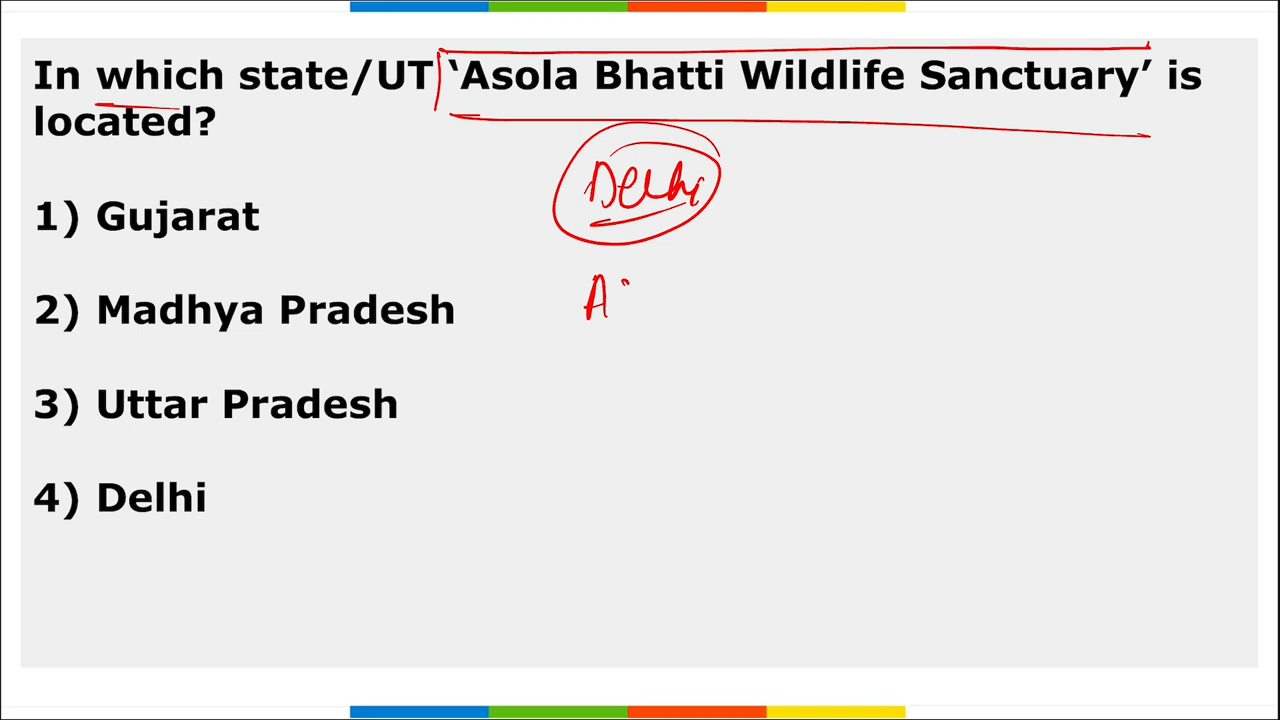 In which state/UT ‘Asola Bhatti Wildlife Sanctuary’ is
located?
Delhi
1) Gujarat
A
2) Madhya Pradesh
3) Uttar Pradesh
4) Delhi